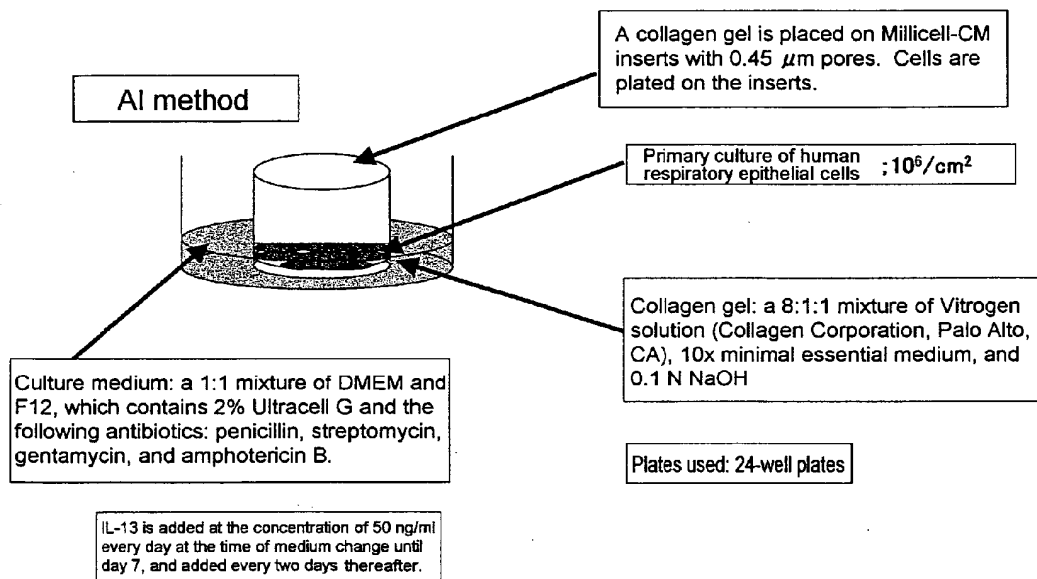 AI method
A collagen gel is placed on Millicell-CM
inserts with 0.45 μm pores. Cells are
plated on the inserts.
Primary culture of human
respiratory epithelial cells ;10⁶/cm²
Collagen gel: a 8:1:1 mixture of Vitrogen
solution (Collagen Corporation, Palo Alto,
CA), 10x minimal essential medium, and
0.1 N NaOH
Culture medium: a 1:1 mixture of DMEM and
F12, which contains 2% Ultracell G and the
following antibiotics: penicillin, streptomycin,
gentamycin, and amphotericin B.
Plates used: 24-well plates
IL-13 is added at the concentration of 50 ng/ml
every day at the time of medium change until
day 7, and added every two days thereafter.